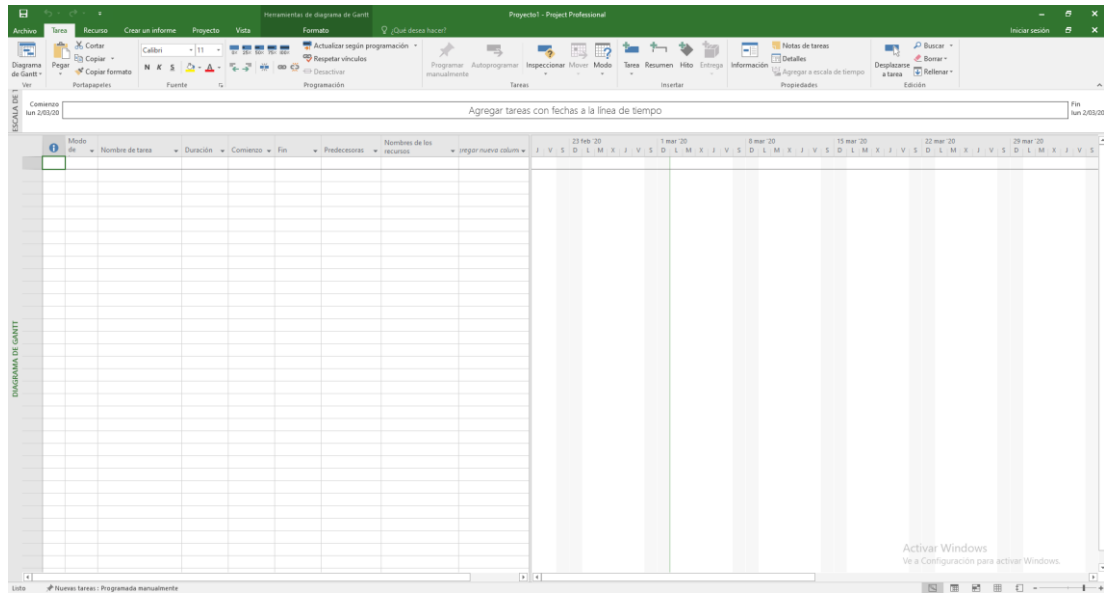 Herramientas de diagrama de Gantt Proyecto1 - Project Professional
Archivo Tarea Recurso Crear un informe Proyecto Vista Formato ¿Qué desea hacer? Iniciar sesión
Diagrama de Gantt
Pegar
Cortar
Copiar
Copiar formato
Calibri 11
N K S
Actualizar según programación
Respetar vínculos
Desactivar
Programar manualmente
Autoprogramar
Inspeccionar Mover Modo
Tarea Resumen Hito Entrega
Información
Notas de tareas
Detalles
Agregar a escala de tiempo
Desplazarse a tarea
Buscar
Borrar
Rellenar
Ver Portapapeles Fuente Programación Tareas Insertar Propiedades Edición
ESCALA DE T
Comienzo
lun 2/03/20
Agregar tareas con fechas a la línea de tiempo
Fin
lun 2/03/20
Modo de
Nombre de tarea
Duración
Comienzo
Fin
Predecesoras
Nombres de los recursos
regar nueva colum
23 feb '20 1 mar '20 8 mar '20 15 mar '20 22 mar '20 29 mar '20
J V S D L M X J V S D L M X J V S D L M X J V S D L M X J V S D L M X J V S D L M X J V S
DIAGRAMA DE GANTT
Activar Windows
Ve a Configuración para activar Windows.
Listo Nuevas tareas : Programada manualmente